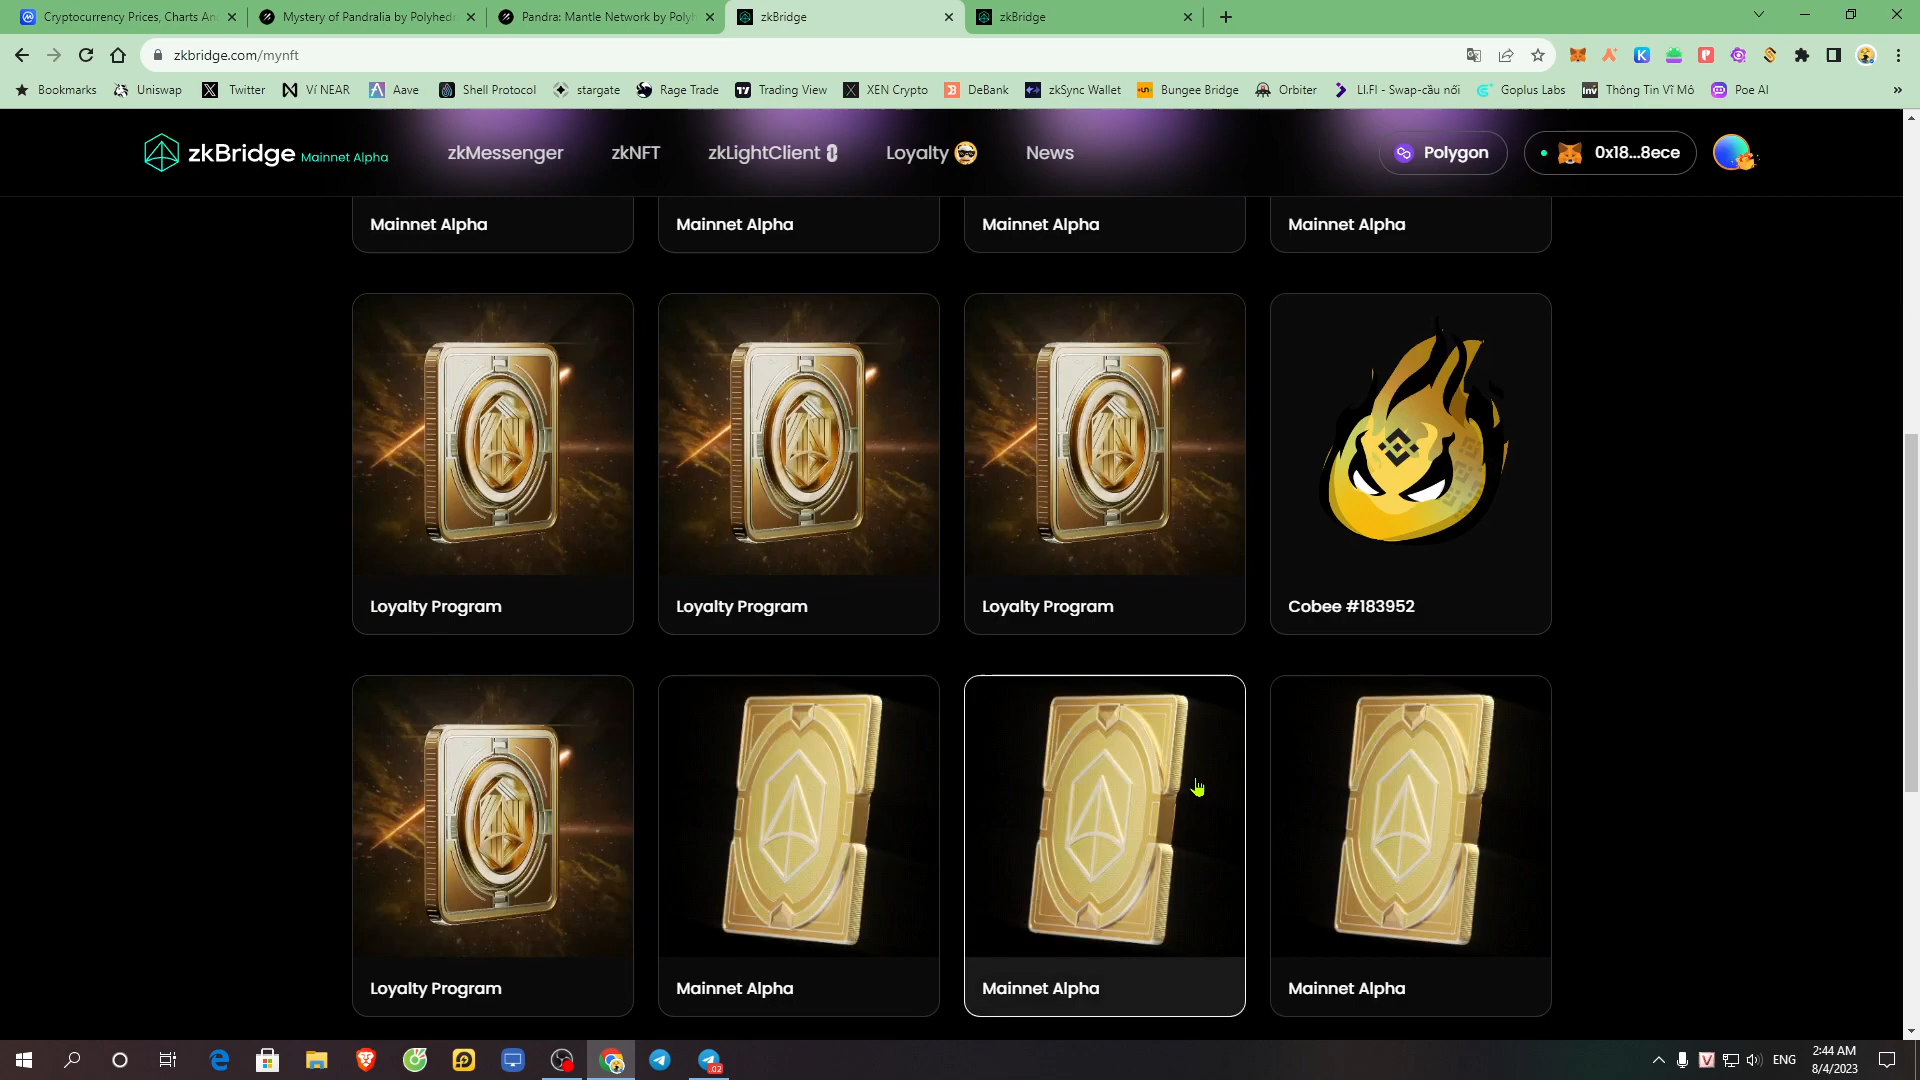 Cryptocurrency Prices, Charts An
Mystery of Pandralia by Polyhedr
Pandra: Mantle Network by Polyh
zkBridge
zkBridge
zkbridge.com/mynft
Bookmarks
Uniswap
Twitter
Ví NEAR
Aave
Shell Protocol
stargate
Rage Trade
Trading View
XEN Crypto
DeBank
zkSync Wallet
Bungee Bridge
Orbiter
LI.FI - Swap-cầu nối
Goplus Labs
Thông Tin Vĩ Mô
Poe AI
»
zkBridge Mainnet Alpha
zkMessenger
zkNFT
zkLightClient
Loyalty
News
Polygon
0x18...8ece
Mainnet Alpha
Mainnet Alpha
Mainnet Alpha
Mainnet Alpha
Loyalty Program
Loyalty Program
Loyalty Program
Cobee #183952
Loyalty Program
Mainnet Alpha
Mainnet Alpha
Mainnet Alpha
ENG
2:44 AM
8/4/2023